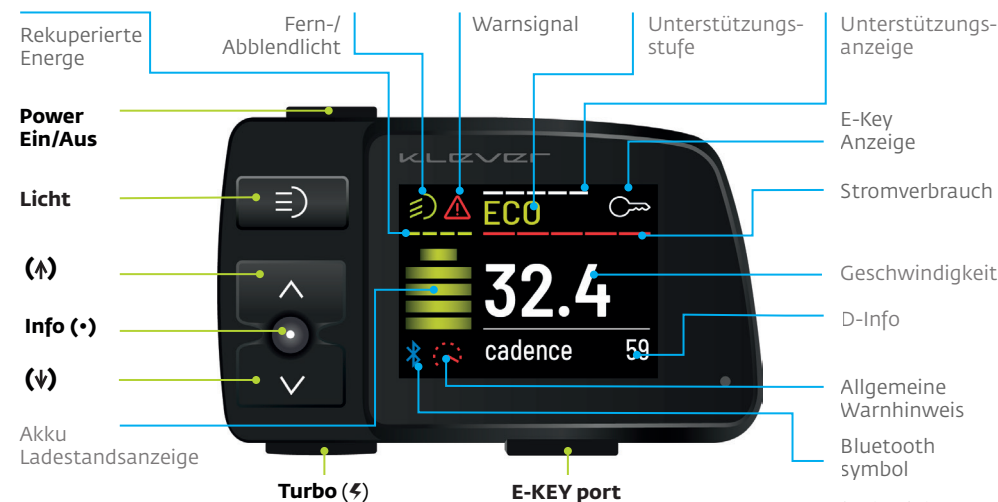 Rekuperierte
Energe
Fern-/
Abblendlicht
Warnsignal
Unterstützungs-
stufe
Unterstützungs-
anzeige
Power
Ein/Aus
E-Key
Anzeige
Licht
Stromverbrauch
(↑)
Geschwindigkeit
Info (•)
D-Info
(↓)
Allgemeine
Warnhinweis
Akku
Ladestandsanzeige
Bluetooth
symbol
Turbo (⚡)
E-KEY port
KLEVER
ECO
32.4
cadence 59